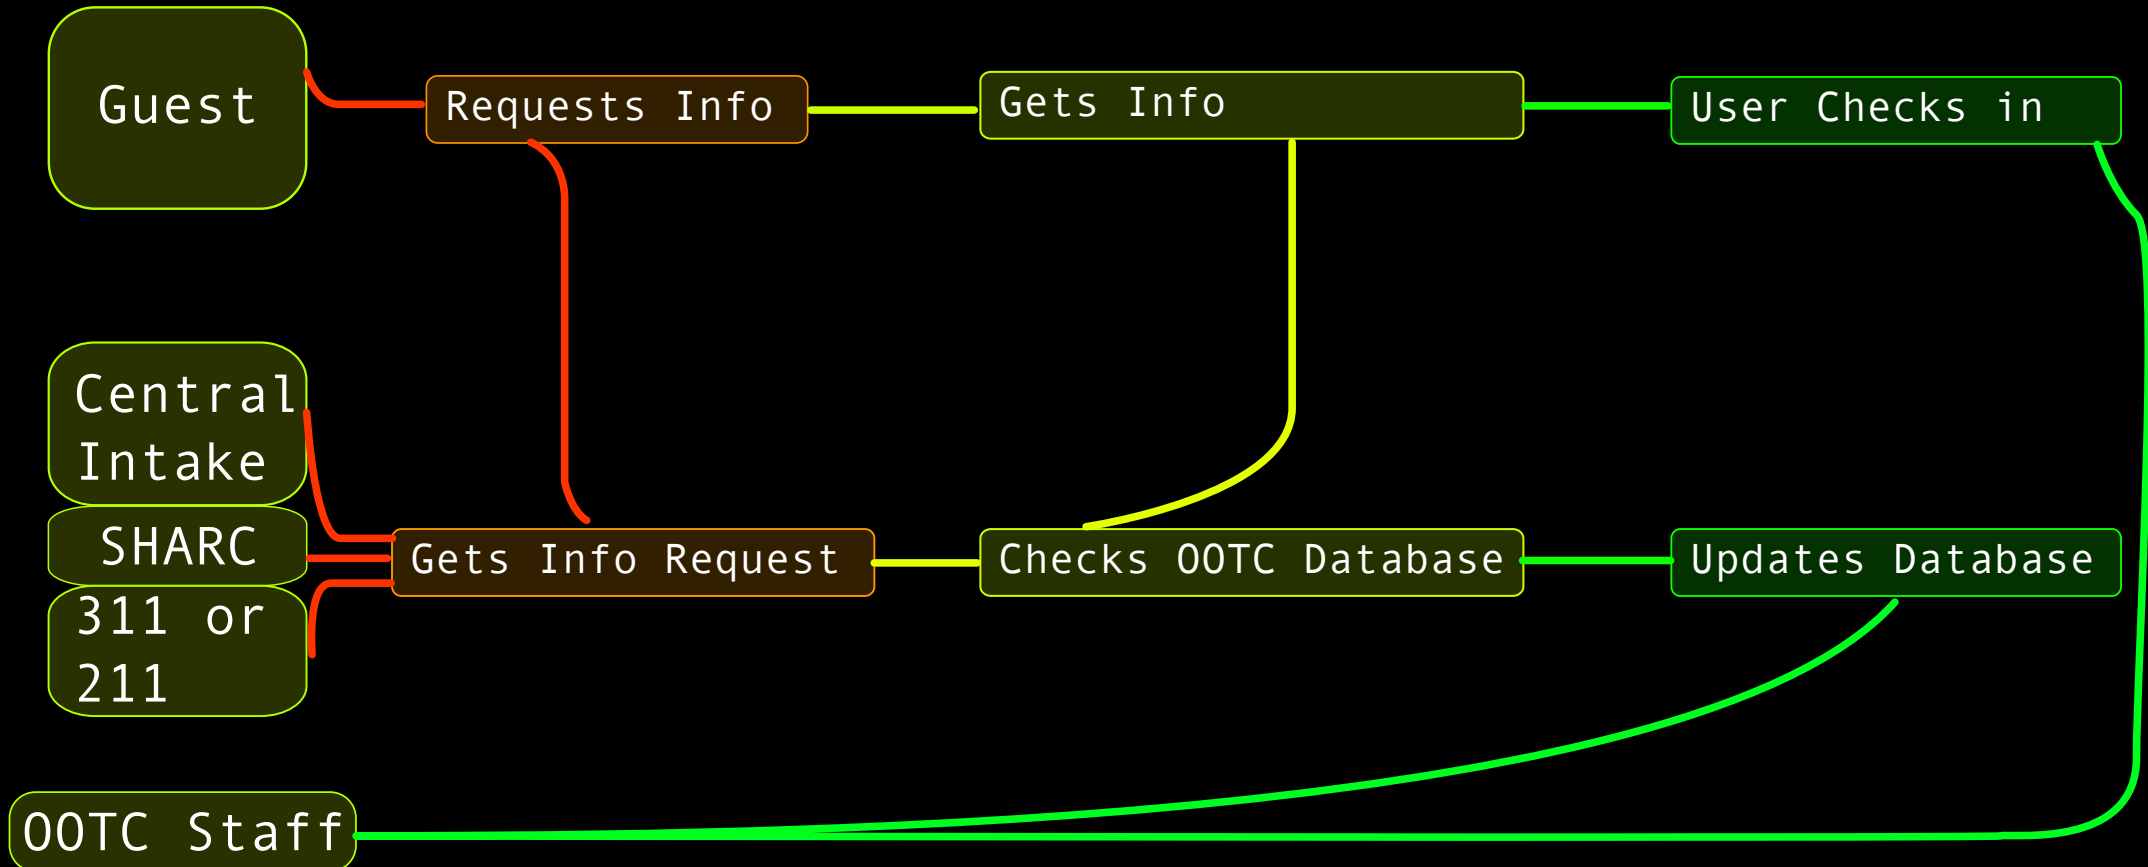 Guest
Requests Info
Gets Info
User Checks in
Central
Intake
SHARC
311 or
211
Gets Info Request
Checks OOTC Database
Updates Database
OOTC Staff